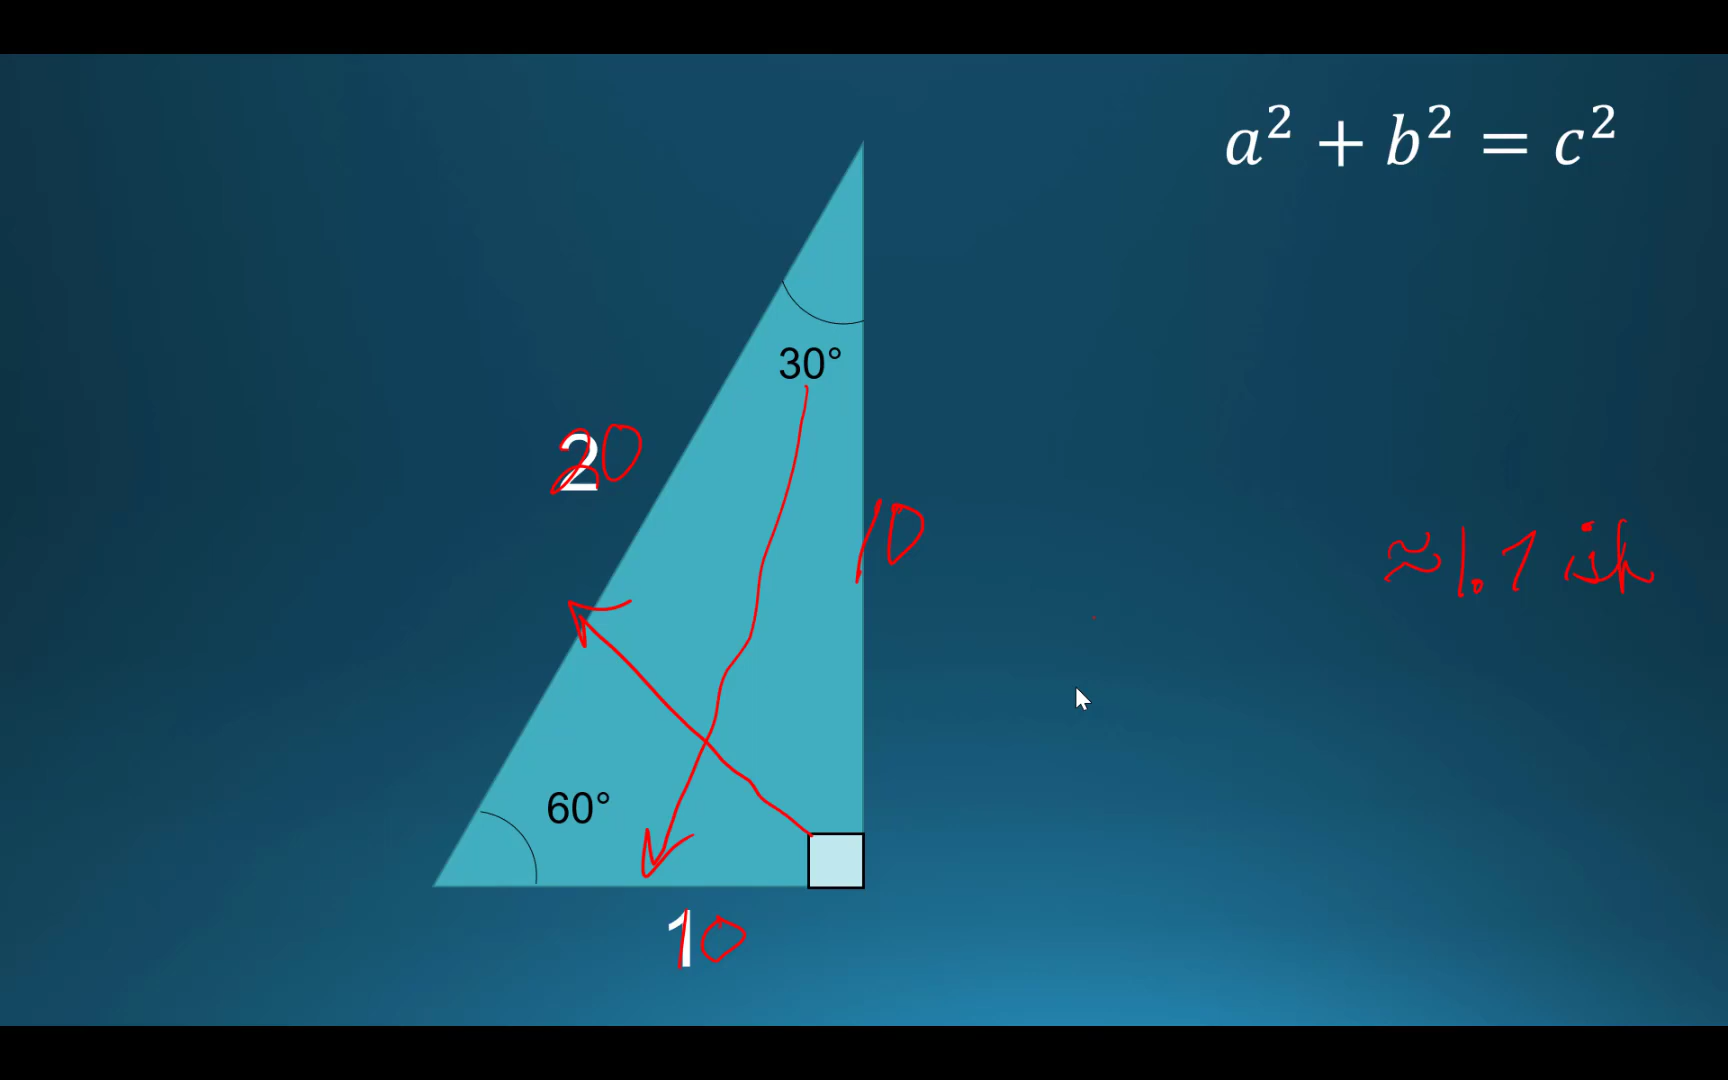 a² + b² = c²
30°
20
10
≈1.7 ish
60°
10